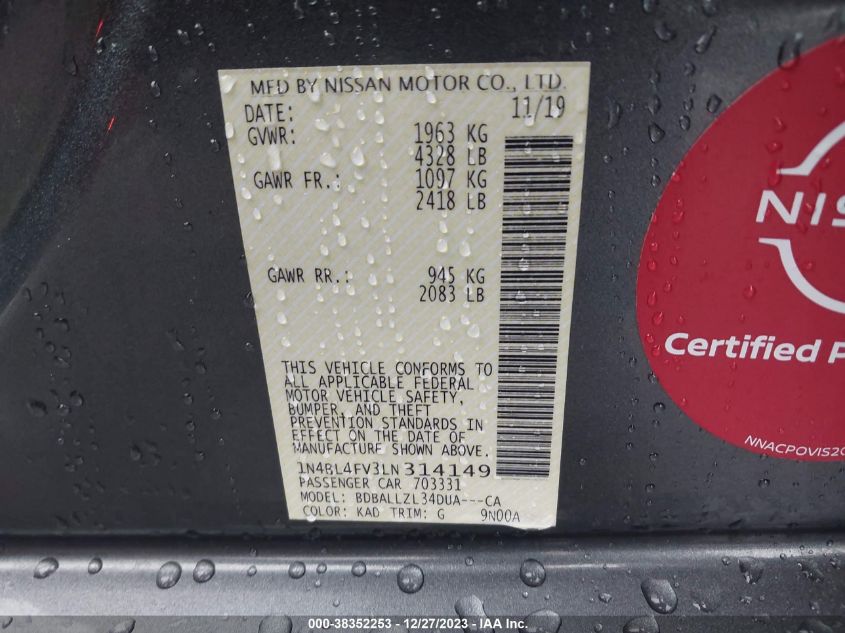 MFD BY NISSAN MOTOR CO., LTD.
DATE: 11/19
GVWR: 1963 KG
4328 LB
GAWR FR.: 1097 KG
2418 LB
GAWR RR.: 945 KG
2083 LB
THIS VEHICLE CONFORMS TO
ALL APPLICABLE FEDERAL
MOTOR VEHICLE SAFETY,
BUMPER, AND THEFT
PREVENTION STANDARDS IN
EFFECT ON THE DATE OF
MANUFACTURE SHOWN ABOVE.
1N4BL4FV3LN314149
PASSENGER CAR 703331
MODEL: BDBALLZL34DUA---CA
COLOR: KAD TRIM: G 9N00A
NIS
Certified P
NNACPOVIS20
000-38352253 - 12/27/2023 - IAA Inc.